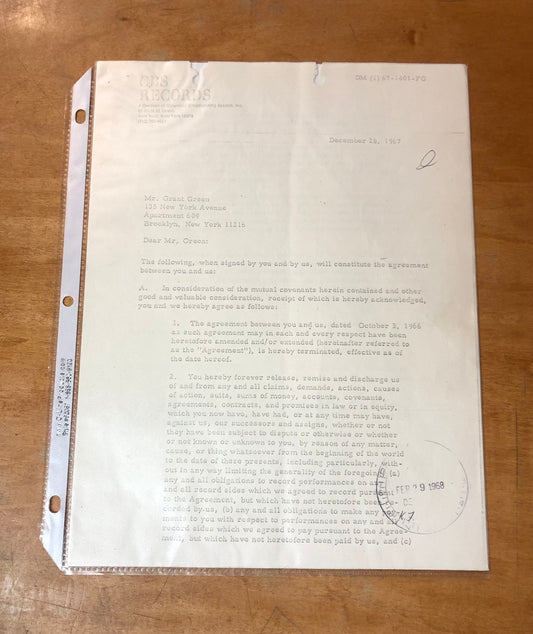 CBS
RECORDS
A Division of Columbia Broadcasting System, Inc.
DM (1)67-1601-FG
December 28, 1967
Mr. Grant Green
135 New York Avenue
Apartment 609
Brooklyn, New York 11216
Dear Mr. Green:
The following, when signed by you and by us, will constitute the agreement
between you and us:
A. In consideration of the mutual covenants herein contained and other
good and valuable consideration, receipt of which is hereby acknowledged,
you and we hereby agree as follows:
1. The agreement between you and us, dated October 3, 1966
as such agreement may in each and every respect have been
heretofore amended and/or extended (hereinafter referred to
as the "Agreement"), is hereby terminated, effective as of
the date hereof.
2. You hereby forever release, remise and discharge us
of and from any and all claims, demands, actions, causes
of action, suits, sums of money, accounts, covenants,
agreements, contracts, and promises in law or in equity,
which you now have, have had, or at any time may have,
against us, our successors and assigns, whether or not
they have been subject to dispute or otherwise or whether
or not known or unknown to you, by reason of any matter,
cause, or thing whatsoever from the beginning of the world
to the date of these presents, including particularly, with-
out in any way limiting the generality of the foregoing (a)
any and all obligations to record performances on any
and all record sides which we agreed to record pursuant
to the Agreement, but which have not heretofore been re-
corded by us, (b) any and all obligations to make any
ments to you with respect to performances on any and all
record sides which we agreed to pay pursuant to the Agree-
ment, but which have not heretofore been paid by us, and (c)
FEB 29 1968